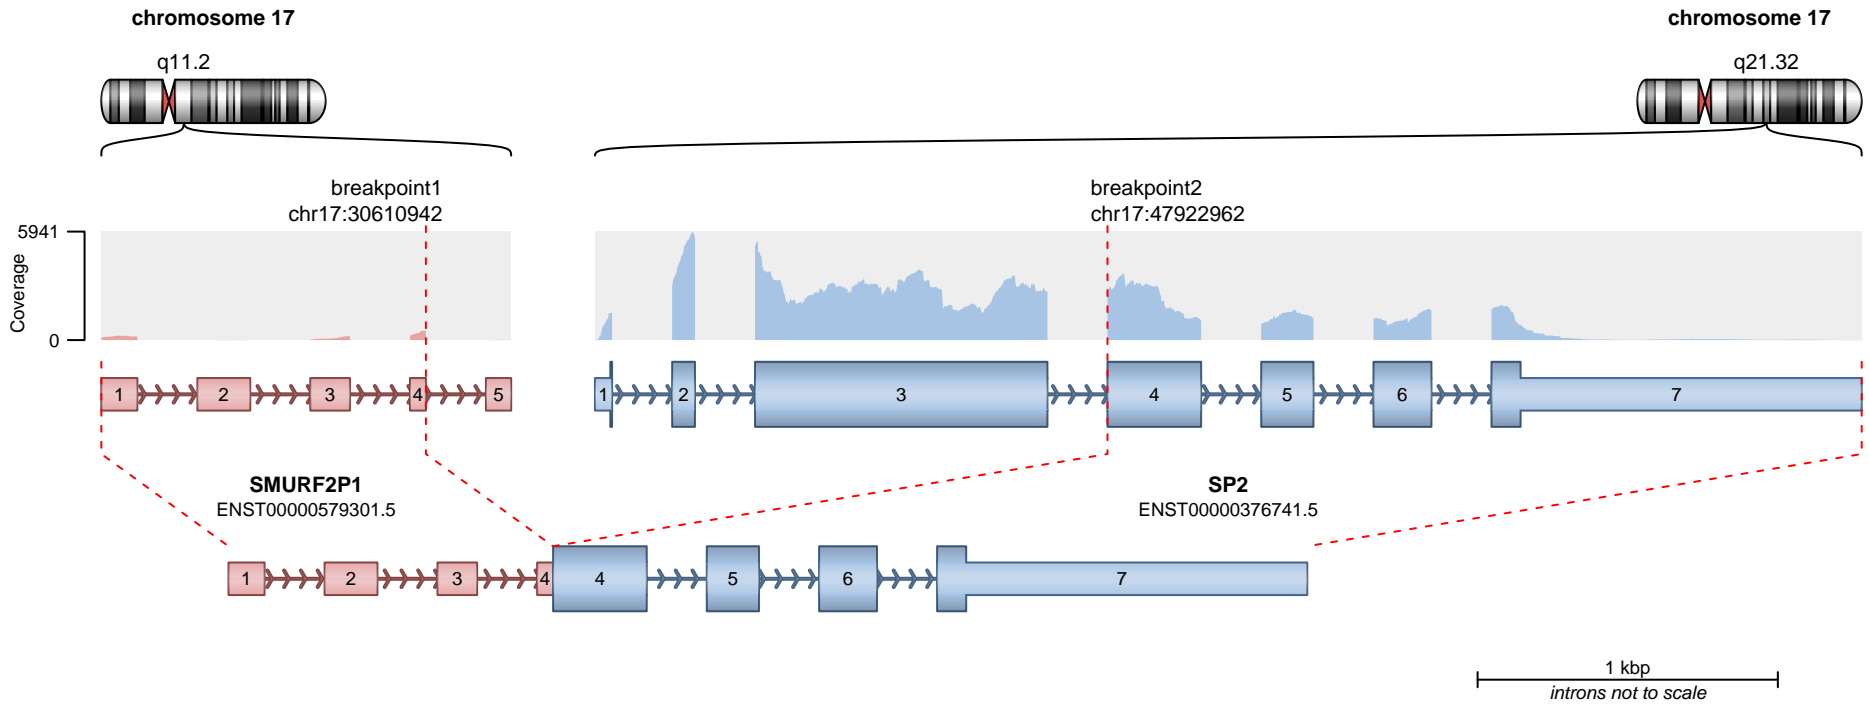 chromosome 17
chromosome 17
q11.2
q21.32
breakpoint1
chr17:30610942
breakpoint2
chr17:47922962
5941
0
Coverage
1 2 3 4 5
1 2 3 4 5 6 7
SMURF2P1
ENST00000579301.5
SP2
ENST00000376741.5
1 2 3 4 4 5 6 7
1 kbp
introns not to scale